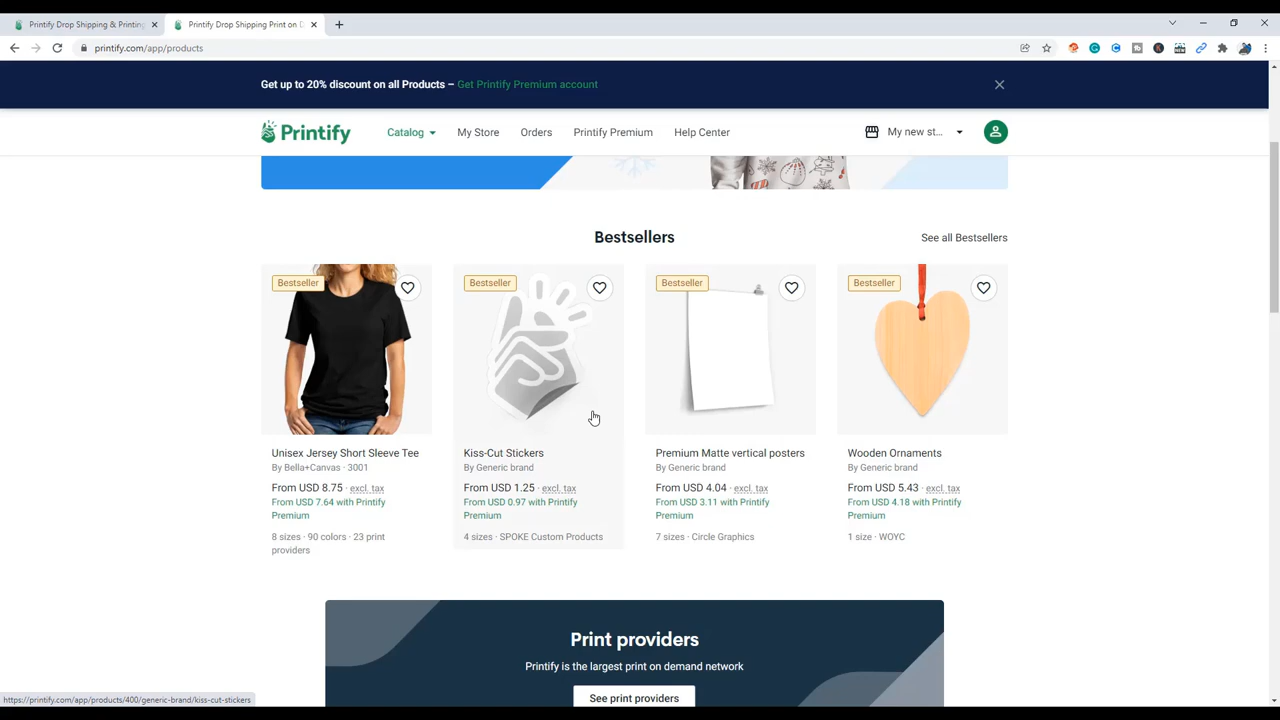 Printify Drop Shipping & Printing
Printify Drop Shipping Print on D
printify.com/app/products
Get up to 20% discount on all Products – Get Printify Premium account
Printify
Catalog
My Store
Orders
Printify Premium
Help Center
My new st...
Bestsellers
See all Bestsellers
Bestseller
Bestseller
Bestseller
Bestseller
Unisex Jersey Short Sleeve Tee
By Bella+Canvas · 3001
From USD 8.75 · excl. tax
From USD 7.64 with Printify
Premium
8 sizes · 90 colors · 23 print
providers
Kiss-Cut Stickers
By Generic brand
From USD 1.25 · excl. tax
From USD 0.97 with Printify
Premium
4 sizes · SPOKE Custom Products
Premium Matte vertical posters
By Generic brand
From USD 4.04 · excl. tax
From USD 3.11 with Printify
Premium
7 sizes · Circle Graphics
Wooden Ornaments
By Generic brand
From USD 5.43 · excl. tax
From USD 4.18 with Printify
Premium
1 size · WOYC
Print providers
Printify is the largest print on demand network
See print providers
https://printify.com/app/products/400/generic-brand/kiss-cut-stickers